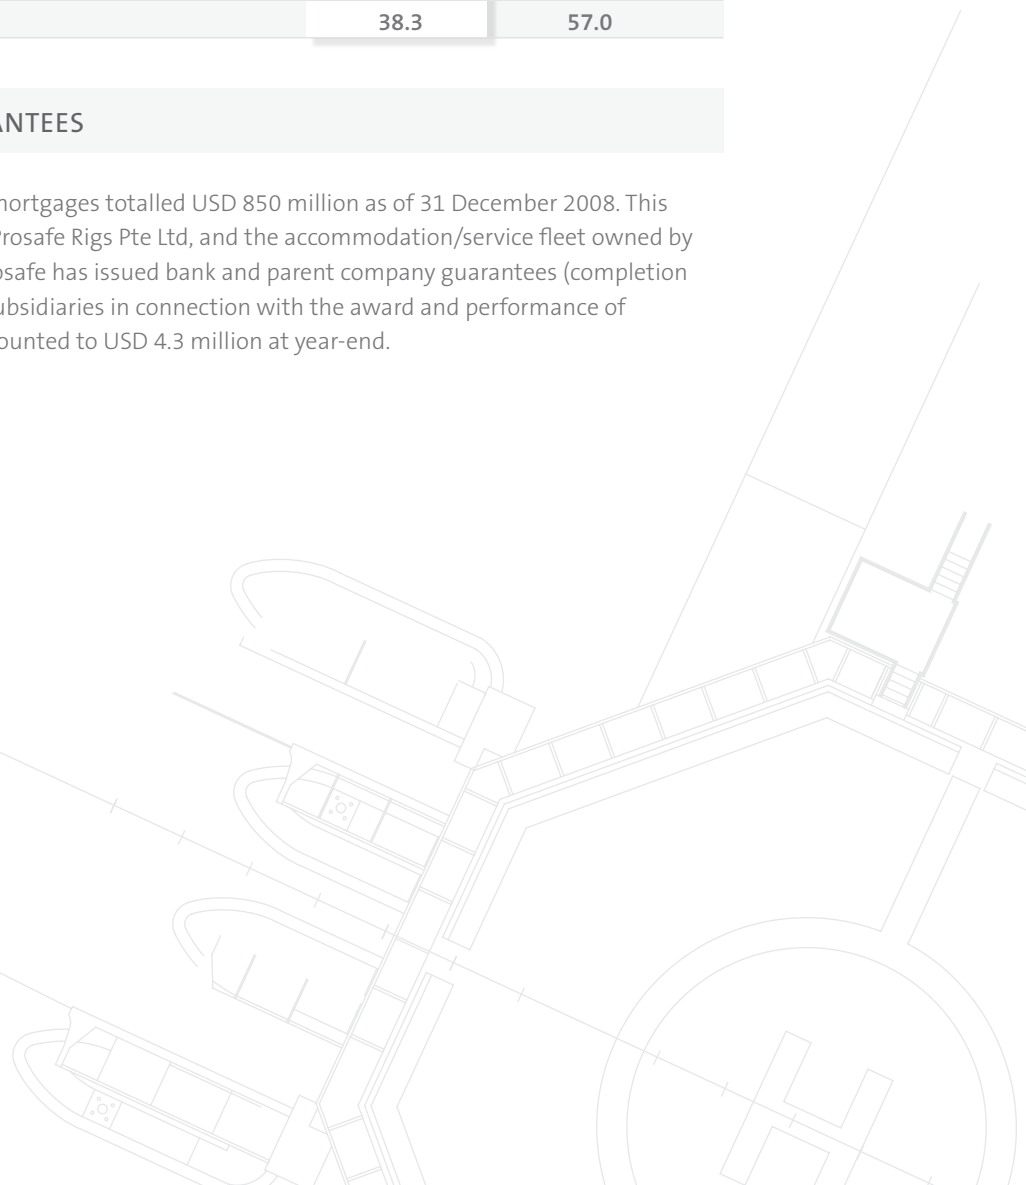 38.3 57.0
ANTEES
mortgages totalled USD 850 million as of 31 December 2008. This
Prosafe Rigs Pte Ltd, and the accommodation/service fleet owned by
osafe has issued bank and parent company guarantees (completion
ubsidiaries in connection with the award and performance of
ounted to USD 4.3 million at year-end.